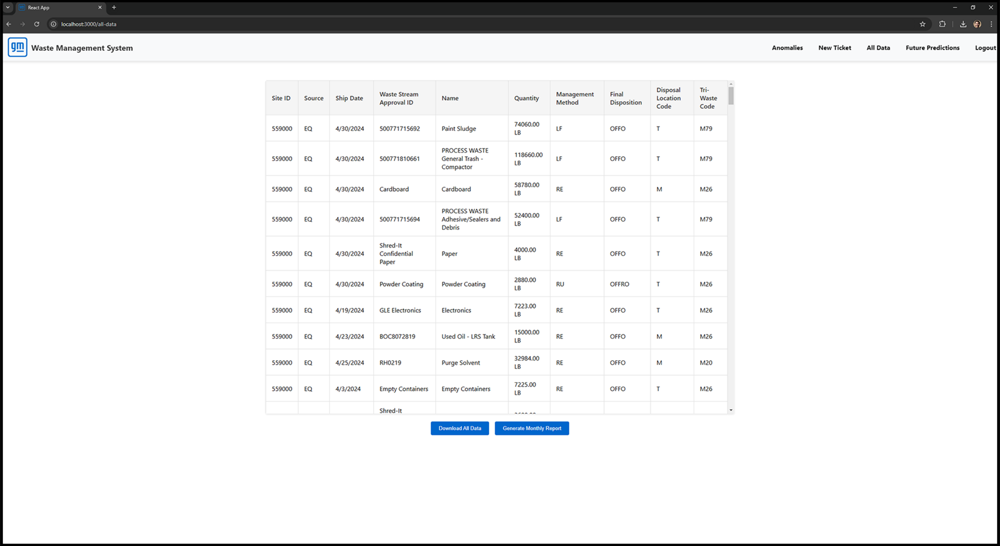 React App
localhost:3000/all-data
gm Waste Management System
Anomalies New Ticket All Data Future Predictions Logout
Site ID Source Ship Date Waste Stream Approval ID Name Quantity Management Method Final Disposition Disposal Location Code Tri-Waste Code
559000 EQ 4/30/2024 500771715692 Paint Sludge 74060.00 LB LF OFFO T M79
559000 EQ 4/30/2024 500771810661 PROCESS WASTE General Trash - Compactor 118660.00 LB LF OFFO T M79
559000 EQ 4/30/2024 Cardboard Cardboard 58780.00 LB RE OFFO M M26
559000 EQ 4/30/2024 500771715694 PROCESS WASTE Adhesive/Sealers and Debris 52400.00 LB LF OFFO T M79
559000 EQ 4/30/2024 Shred-It Confidential Paper Paper 4000.00 LB RE OFFO T M26
559000 EQ 4/30/2024 Powder Coating Powder Coating 2880.00 LB RU OFFRO T M26
559000 EQ 4/19/2024 GLE Electronics Electronics 7223.00 LB RE OFFO T M26
559000 EQ 4/23/2024 BOC8072819 Used Oil - LRS Tank 15000.00 LB RE OFFO M M26
559000 EQ 4/25/2024 RH0219 Purge Solvent 32984.00 LB RE OFFO M M20
559000 EQ 4/3/2024 Empty Containers Empty Containers 7225.00 LB RE OFFO T M26
Shred-It
Download All Data Generate Monthly Report